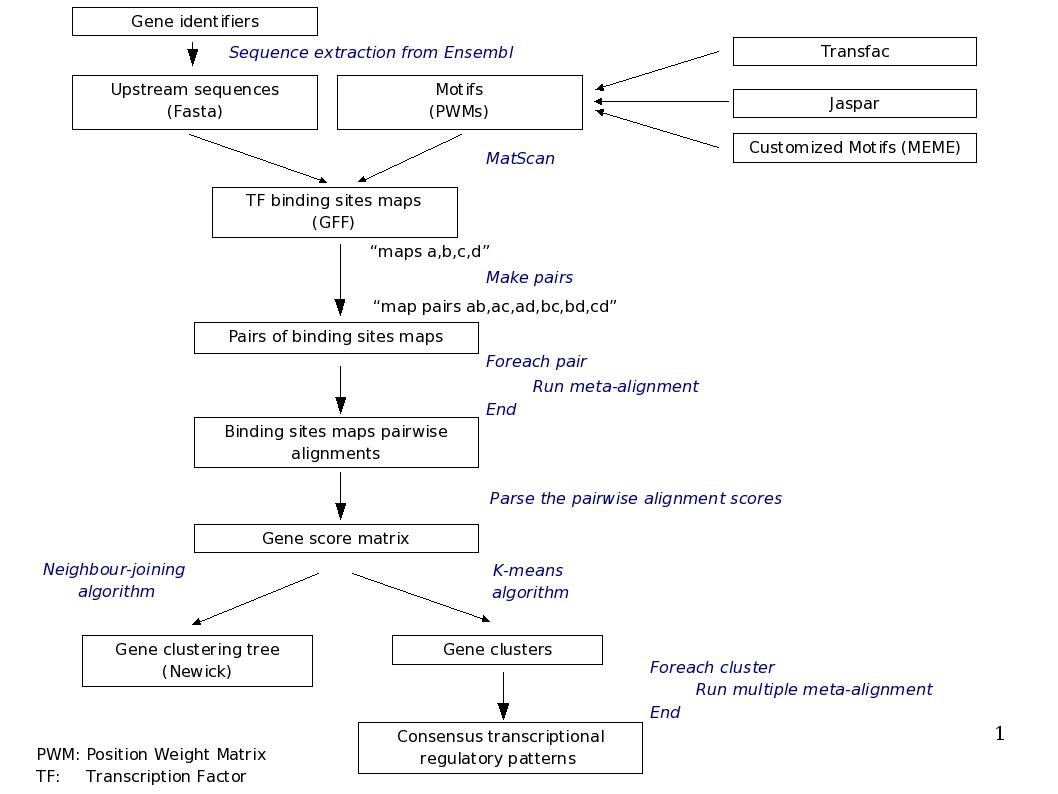 Gene identifiers
Sequence extraction from Ensembl
Transfac
Upstream sequences
(Fasta)
Motifs
(PWMs)
Jaspar
Customized Motifs (MEME)
MatScan
TF binding sites maps
(GFF)
“maps a,b,c,d”
Make pairs
“map pairs ab,ac,ad,bc,bd,cd”
Pairs of binding sites maps
Foreach pair
Run meta-alignment
End
Binding sites maps pairwise
alignments
Parse the pairwise alignment scores
Gene score matrix
Neighbour-joining
algorithm
K-means
algorithm
Gene clustering tree
(Newick)
Gene clusters
Foreach cluster
Run multiple meta-alignment
End
Consensus transcriptional
regulatory patterns
1
PWM: Position Weight Matrix
TF: Transcription Factor